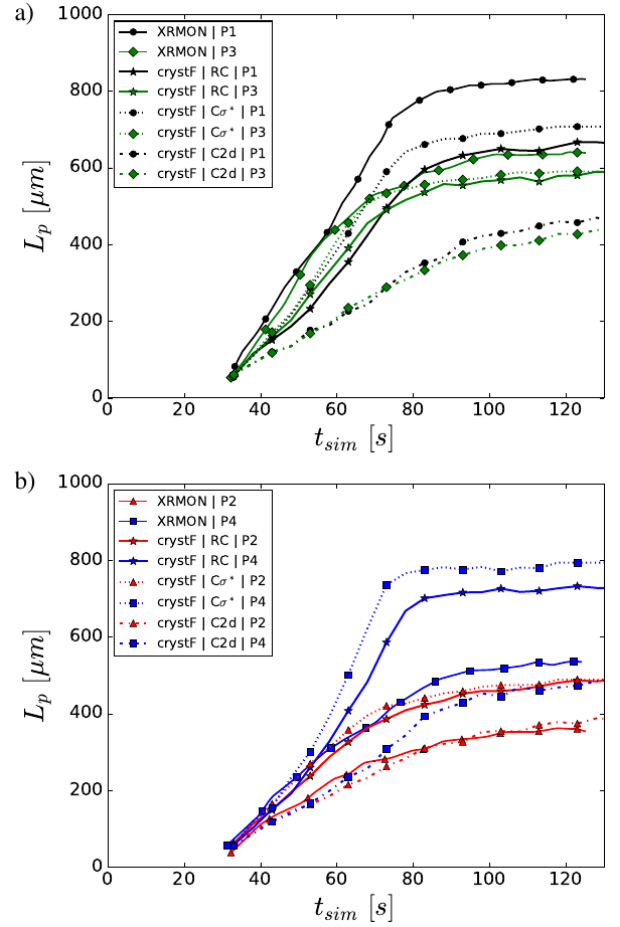 a)
1000
800
600
400
200
0
L_p [μm]
XRMON | P1
XRMON | P3
crystF | RC | P1
crystF | RC | P3
crystF | Cσ* | P1
crystF | Cσ* | P3
crystF | C2d | P1
crystF | C2d | P3
0 20 40 60 80 100 120
t_sim [s]
b)
1000
800
600
400
200
0
L_p [μm]
XRMON | P2
XRMON | P4
crystF | RC | P2
crystF | RC | P4
crystF | Cσ* | P2
crystF | Cσ* | P4
crystF | C2d | P2
crystF | C2d | P4
0 20 40 60 80 100 120
t_sim [s]